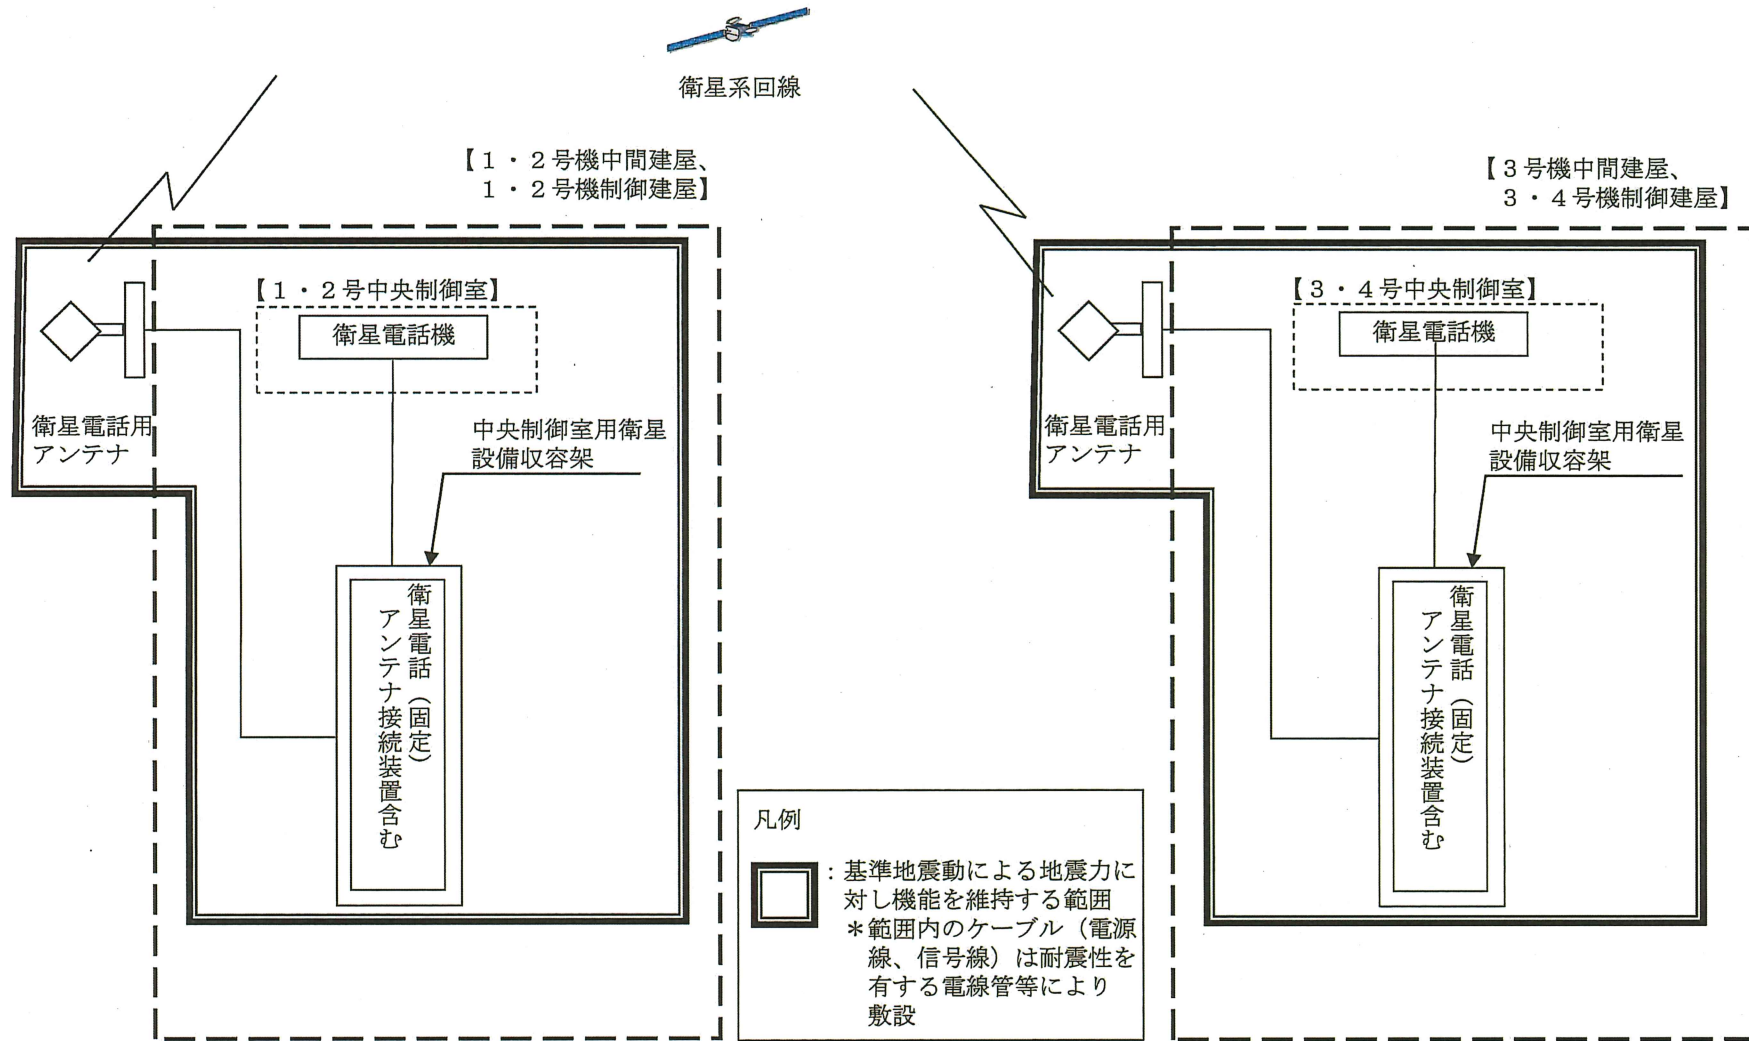 衛星系回線
【１・２号機中間建屋、
１・２号機制御建屋】
【１・２号中央制御室】
衛星電話機
衛星電話用
アンテナ
中央制御室用衛星
設備収容架
衛星電話（固定）
アンテナ接続装置含む
【３号機中間建屋、
３・４号機制御建屋】
【３・４号中央制御室】
衛星電話機
衛星電話用
アンテナ
中央制御室用衛星
設備収容架
衛星電話（固定）
アンテナ接続装置含む
凡例
：基準地震動による地震力に
対し機能を維持する範囲
＊範囲内のケーブル（電源
線、信号線）は耐震性を
有する電線管等により
敷設